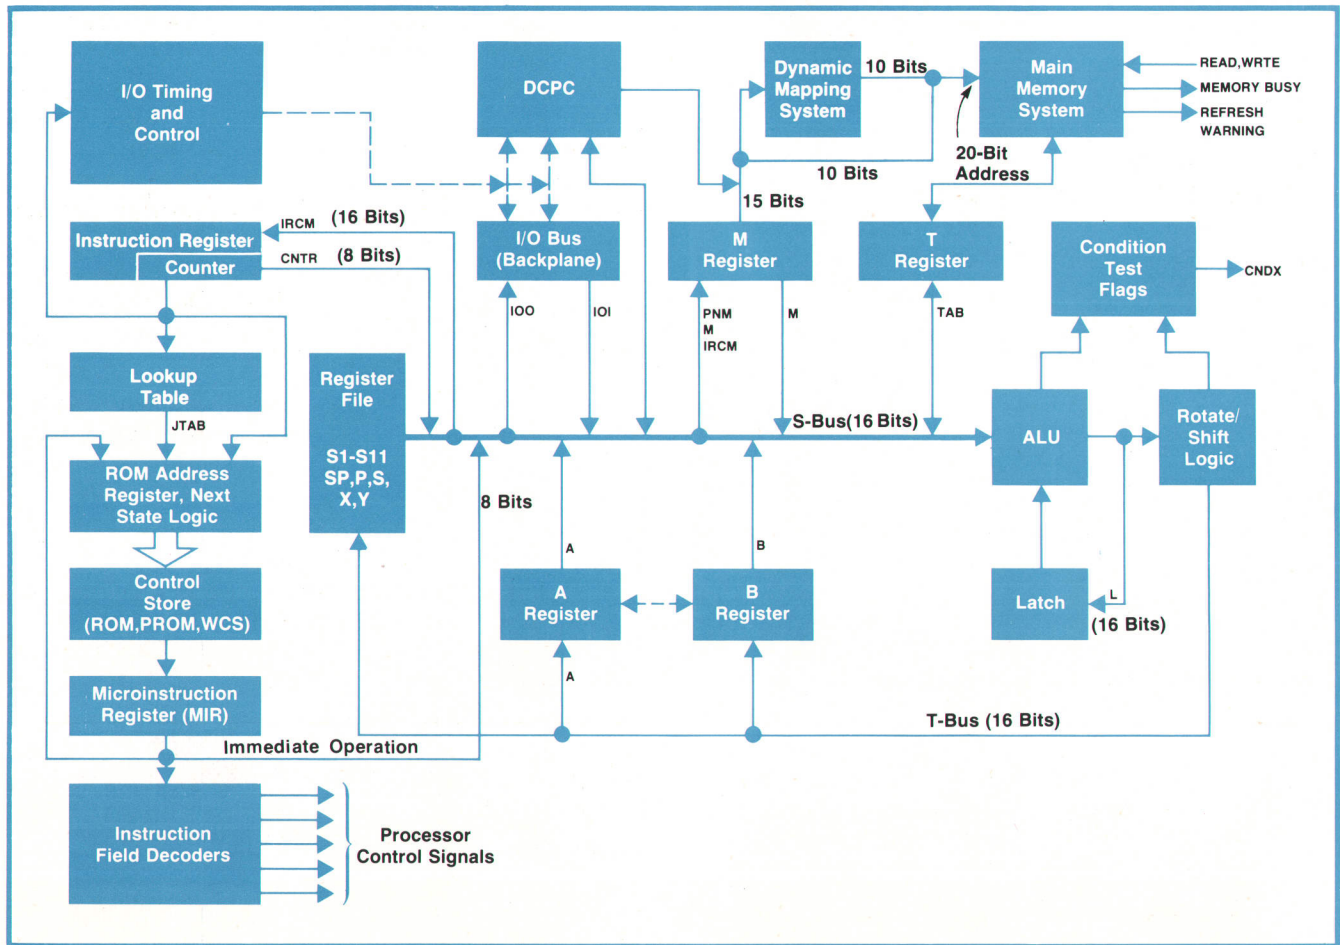 I/O Timing
and
Control
DCPC
Dynamic
Mapping
System
10 Bits
Main
Memory
System
READ,WRTE
MEMORY BUSY
REFRESH
WARNING
20-Bit
Address
10 Bits
15 Bits
IRCM (16 Bits)
Instruction Register
Counter
CNTR (8 Bits)
I/O Bus
(Backplane)
M
Register
T
Register
Condition
Test
Flags
CNDX
IOO
IOI
PNM
M
IRCM
M
TAB
Lookup
Table
JTAB
Register
File
S1-S11
SP,P,S,
X,Y
S-Bus(16 Bits)
ALU
Rotate/
Shift
Logic
ROM Address
Register, Next
State Logic
8 Bits
A
B
Control
Store
(ROM,PROM,WCS)
A
Register
B
Register
Latch
L
(16 Bits)
A
Microinstruction
Register (MIR)
T-Bus (16 Bits)
Immediate Operation
Instruction
Field Decoders
Processor
Control Signals